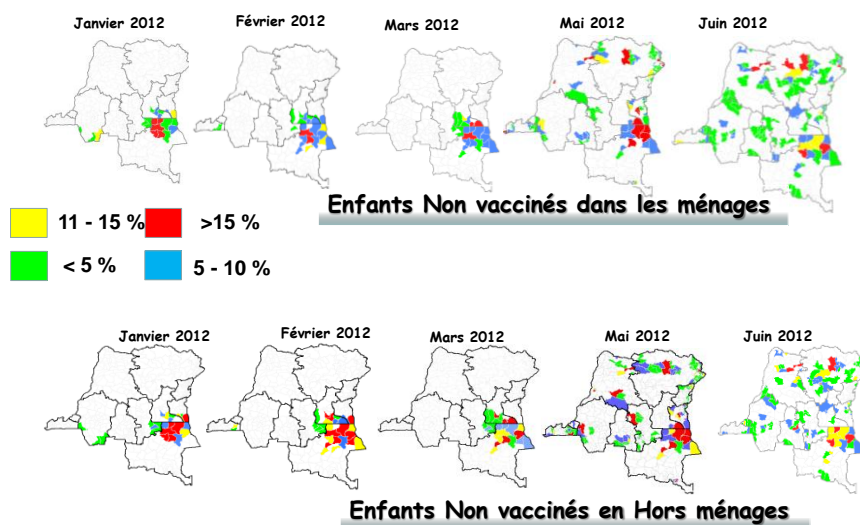 Janvier 2012 Février 2012 Mars 2012 Mai 2012 Juin 2012
Enfants Non vaccinés dans les ménages
11 - 15 % >15 %
< 5 % 5 - 10 %
Janvier 2012 Février 2012 Mars 2012 Mai 2012 Juin 2012
Enfants Non vaccinés en Hors ménages